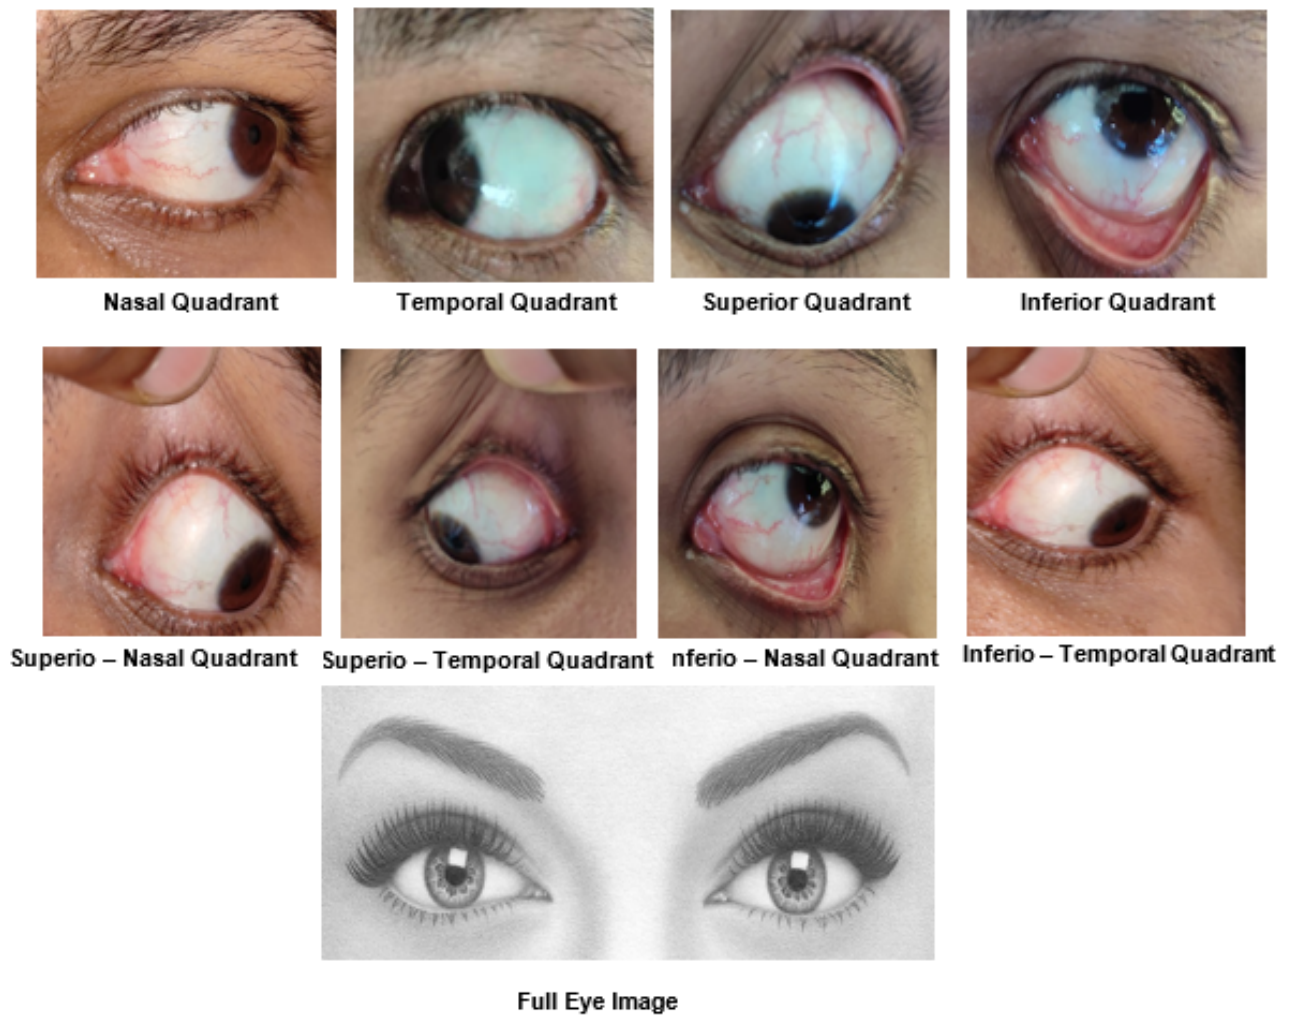 Nasal Quadrant
Temporal Quadrant
Superior Quadrant
Inferior Quadrant
Superio – Nasal Quadrant
Superio – Temporal Quadrant
nferio – Nasal Quadrant
Inferio – Temporal Quadrant
Full Eye Image